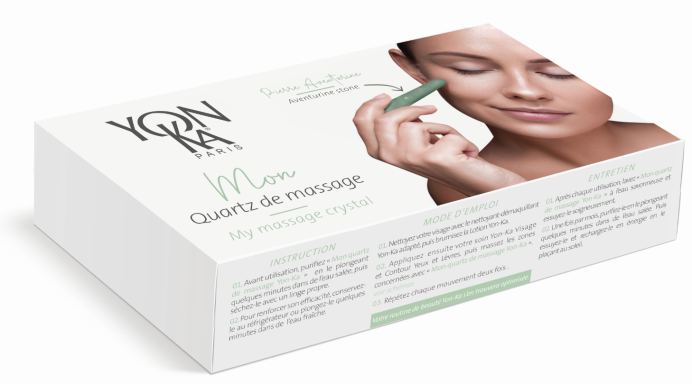 YON
KA
PARIS
Pierre Aventurine
Aventurine stone
Mon
Quartz de massage
My massage crystal
INSTRUCTION
01. Avant utilisation, purifiez « Mon quartz
de massage Yon-Ka » en le plongeant
quelques minutes dans de l'eau salée, puis
séchez-le avec un linge propre.
02. Pour renforcer son efficacité, conservez-
le au réfrigérateur ou plongez-le quelques
minutes dans de l'eau fraîche.
MODE D'EMPLOI
01. Nettoyez votre visage avec le nettoyant-démaquillant
Yon-Ka adapté, puis brumisez la Lotion Yon-Ka.
02. Appliquez ensuite votre soin Yon-Ka Visage
et Contour Yeux et Lèvres, puis massez les zones
concernées avec « Mon quartz de massage Yon-Ka ».
03. Répétez chaque mouvement deux fois.
Votre routine de beauté Yon-Ka
ENTRETIEN
01. Après chaque utilisation, lavez « Mon quartz
de massage Yon-Ka » à l'eau savonneuse et
essuyez-le soigneusement.
02. Une fois par mois, purifiez-le en le plongeant
quelques minutes dans de l'eau salée. Puis
essuyez-le et rechargez-le en énergie en le
plaçant au soleil.